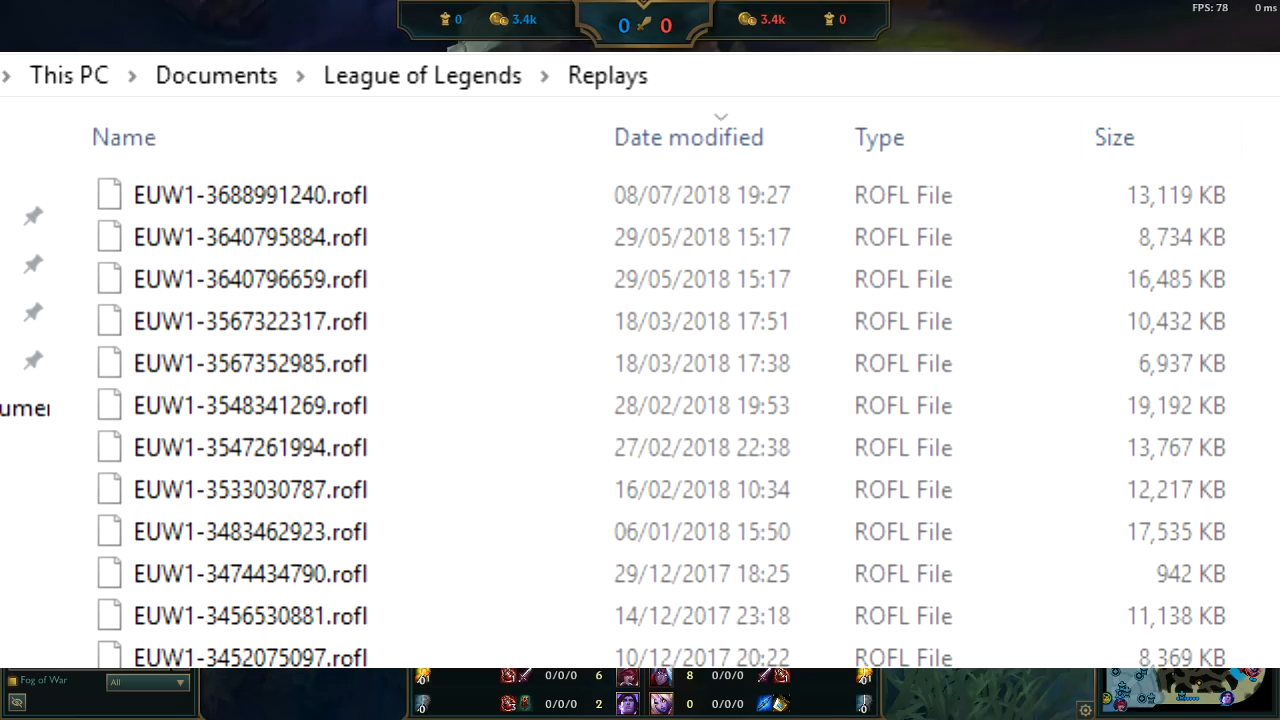 FPS: 78 0 ms
0 3.4k 0 0 3.4k 0
This PC > Documents > League of Legends > Replays
Name Date modified Type Size
EUW1-3688991240.rofl 08/07/2018 19:27 ROFL File 13,119 KB
EUW1-3640795884.rofl 29/05/2018 15:17 ROFL File 8,734 KB
EUW1-3640796659.rofl 29/05/2018 15:17 ROFL File 16,485 KB
EUW1-3567322317.rofl 18/03/2018 17:51 ROFL File 10,432 KB
EUW1-3567352985.rofl 18/03/2018 17:38 ROFL File 6,937 KB
umen EUW1-3548341269.rofl 28/02/2018 19:53 ROFL File 19,192 KB
EUW1-3547261994.rofl 27/02/2018 22:38 ROFL File 13,767 KB
EUW1-3533030787.rofl 16/02/2018 10:34 ROFL File 12,217 KB
EUW1-3483462923.rofl 06/01/2018 15:50 ROFL File 17,535 KB
EUW1-3474434790.rofl 29/12/2017 18:25 ROFL File 942 KB
EUW1-3456530881.rofl 14/12/2017 23:18 ROFL File 11,138 KB
EUW1-3452075097.rofl 10/12/2017 20:22 ROFL File 8,369 KB
Fog of War All
0/0/0 6 8 0/0/0
0 0/0/0 2 0 0/0/0 0